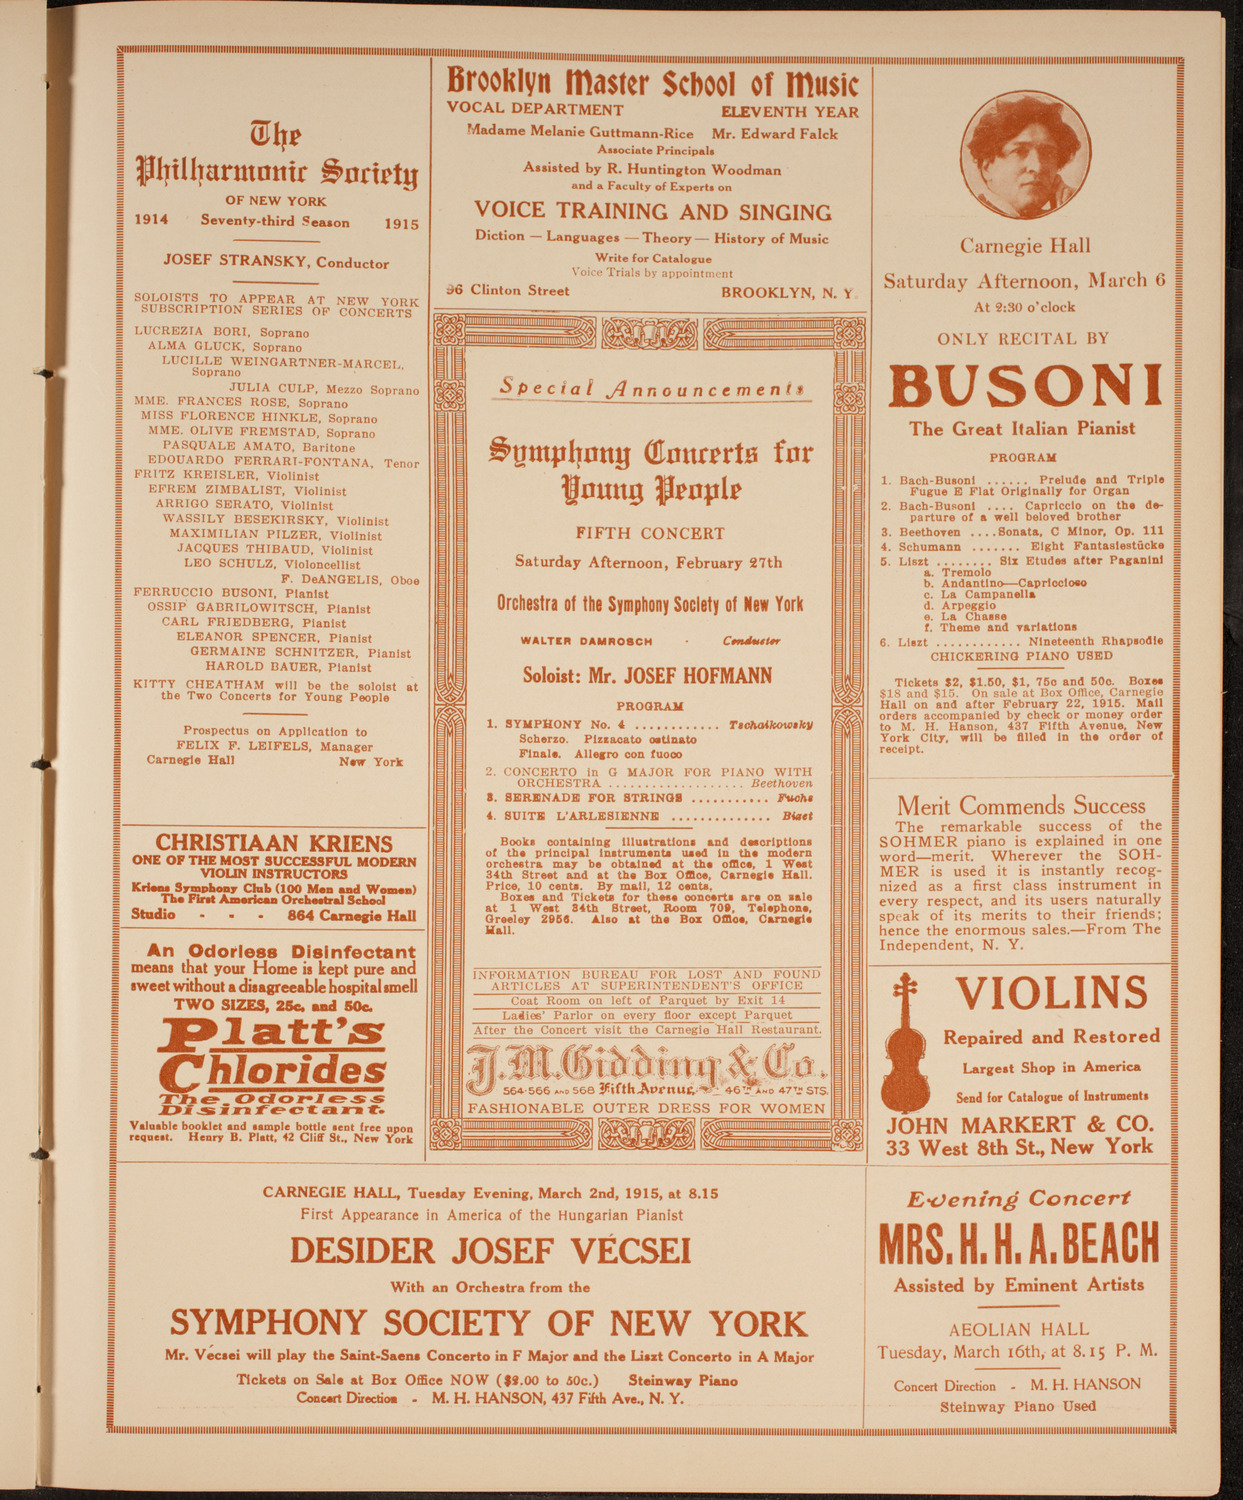 The
Philharmonic Society
OF NEW YORK
1914 Seventy-third Season 1915
JOSEF STRANSKY, Conductor
SOLOISTS TO APPEAR AT NEW YORK
SUBSCRIPTION SERIES OF CONCERTS
LUCREZIA BORI, Soprano
ALMA GLUCK, Soprano
LUCILLE WEINGARTNER-MARCEL,
Soprano
JULIA CULP, Mezzo Soprano
MME. FRANCES ROSE, Soprano
MISS FLORENCE HINKLE, Soprano
MME. OLIVE FREMSTAD, Soprano
PASQUALE AMATO, Baritone
EDOUARDO FERRARI-FONTANA, Tenor
FRITZ KREISLER, Violinist
EFREM ZIMBALIST, Violinist
ARRIGO SERATO, Violinist
WASSILY BESEKIRSKY, Violinist
MAXIMILIAN PILZER, Violinist
JACQUES THIBAUD, Violinist
LEO SCHULZ, Violoncellist
F. DeANGELIS, Oboe
FERRUCCIO BUSONI, Pianist
OSSIP GABRILOWITSCH, Pianist
CARL FRIEDBERG, Pianist
ELEANOR SPENCER, Pianist
GERMAINE SCHNITZER, Pianist
HAROLD BAUER, Pianist
KITTY CHEATHAM will be the soloist at
the Two Concerts for Young People
Prospectus on Application to
FELIX F. LEIFELS, Manager
Carnegie Hall New York
CHRISTIAAN KRIENS
ONE OF THE MOST SUCCESSFUL MODERN
VIOLIN INSTRUCTORS
Kriens Symphony Club (100 Men and Women)
The First American Orchestral School
Studio - - - 864 Carnegie Hall
An Odorless Disinfectant
means that your Home is kept pure and
sweet without a disagreeable hospital smell
TWO SIZES, 25c. and 50c.
Platt's
Chlorides
The Odorless
Disinfectant.
Valuable booklet and sample bottle sent free upon
request. Henry B. Platt, 42 Cliff St., New York
Brooklyn Master School of Music
VOCAL DEPARTMENT ELEVENTH YEAR
Madame Melanie Guttmann-Rice Mr. Edward Falck
Associate Principals
Assisted by R. Huntington Woodman
and a Faculty of Experts on
VOICE TRAINING AND SINGING
Diction — Languages — Theory — History of Music
Write for Catalogue
Voice Trials by appointment
96 Clinton Street BROOKLYN, N. Y.
Special Announcements
Symphony Concerts for
Young People
FIFTH CONCERT
Saturday Afternoon, February 27th
Orchestra of the Symphony Society of New York
WALTER DAMROSCH - Conductor
Soloist: Mr. JOSEF HOFMANN
PROGRAM
1. SYMPHONY No. 4 ............ Tschaikowsky
Scherzo. Pizzacato ostinato
Finale. Allegro con fuoco
2. CONCERTO in G MAJOR FOR PIANO WITH
ORCHESTRA ................... Beethoven
3. SERENADE FOR STRINGS ........... Fuchs
4. SUITE L'ARLESIENNE .............. Bizet
Books containing illustrations and descriptions
of the principal instruments used in the modern
orchestra may be obtained at the office, 1 West
34th Street and at the Box Office, Carnegie Hall.
Price, 10 cents. By mail, 12 cents,
Boxes and Tickets for these concerts are on sale
at 1 West 34th Street, Room 709, Telephone,
Greeley 2956. Also at the Box Office, Carnegie
Hall.
INFORMATION BUREAU FOR LOST AND FOUND
ARTICLES AT SUPERINTENDENT'S OFFICE
Coat Room on left of Parquet by Exit 14
Ladies' Parlor on every floor except Parquet
After the Concert visit the Carnegie Hall Restaurant.
J.M. Gidding & Co.
564-566 AND 568 Fifth Avenue, 46TH AND 47TH STS.
FASHIONABLE OUTER DRESS FOR WOMEN
Carnegie Hall
Saturday Afternoon, March 6
At 2:30 o'clock
ONLY RECITAL BY
BUSONI
The Great Italian Pianist
PROGRAM
1. Bach-Busoni ...... Prelude and Triple
Fugue E Flat Originally for Organ
2. Bach-Busoni .... Capriccio on the de-
parture of a well beloved brother
3. Beethoven ....Sonata, C Minor, Op. 111
4. Schumann ....... Eight Fantasiestücke
5. Liszt ........ Six Etudes after Paganini
a. Tremolo
b. Andantino—Capriccioso
c. La Campanella
d. Arpeggio
e. La Chasse
f. Theme and variations
6. Liszt ............ Nineteenth Rhapsodie
CHICKERING PIANO USED
Tickets $2, $1.50, $1, 75c and 50c. Boxes
$18 and $15. On sale at Box Office, Carnegie
Hall on and after February 22, 1915. Mail
orders accompanied by check or money order
to M. H. Hanson, 437 Fifth Avenue, New
York City, will be filled in the order of
receipt.
Merit Commends Success
The remarkable success of the
SOHMER piano is explained in one
word—merit. Wherever the SOH-
MER is used it is instantly recog-
nized as a first class instrument in
every respect, and its users naturally
speak of its merits to their friends;
hence the enormous sales.—From The
Independent, N. Y.
VIOLINS
Repaired and Restored
Largest Shop in America
Send for Catalogue of Instruments
JOHN MARKERT & CO.
33 West 8th St., New York
CARNEGIE HALL, Tuesday Evening, March 2nd, 1915, at 8.15
First Appearance in America of the Hungarian Pianist
DESIDER JOSEF VÉCSEI
With an Orchestra from the
SYMPHONY SOCIETY OF NEW YORK
Mr. Vécsei will play the Saint-Saens Concerto in F Major and the Liszt Concerto in A Major
Tickets on Sale at Box Office NOW ($2.00 to 50c.) Steinway Piano
Concert Direction - M. H. HANSON, 437 Fifth Ave., N. Y.
Evening Concert
MRS. H. H. A. BEACH
Assisted by Eminent Artists
AEOLIAN HALL
Tuesday, March 16th, at 8.15 P. M.
Concert Direction - M. H. HANSON
Steinway Piano Used